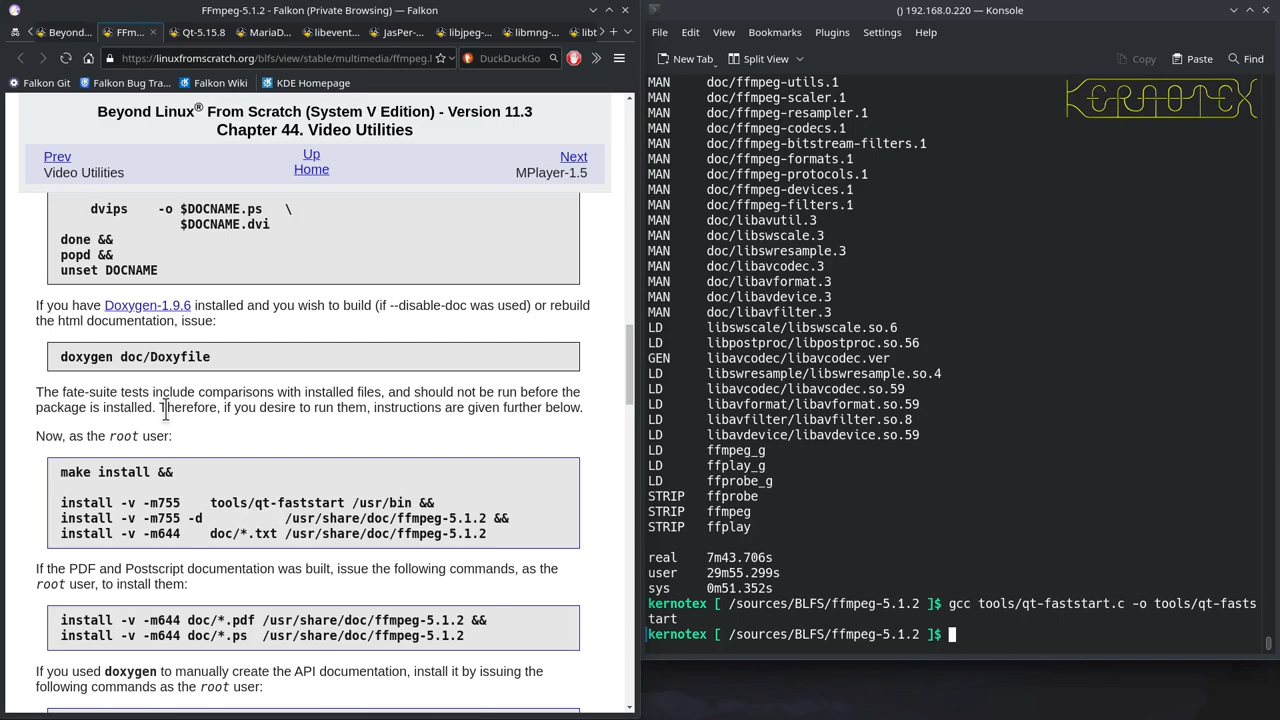 FFmpeg-5.1.2 - Falkon (Private Browsing) — Falkon
Beyond...
FFm...
Qt-5.15.8
MariaD...
libevent...
JasPer-...
libjpeg-...
libmng-...
libt
https://linuxfromscratch.org/blfs/view/stable/multimedia/ffmpeg.l
DuckDuckGo
Falkon Git
Falkon Bug Tra...
Falkon Wiki
KDE Homepage
Beyond Linux® From Scratch (System V Edition) - Version 11.3
Chapter 44. Video Utilities
Prev
Up
Next
Video Utilities
Home
MPlayer-1.5
dvips -o $DOCNAME.ps \
$DOCNAME.dvi
done &&
popd &&
unset DOCNAME
If you have Doxygen-1.9.6 installed and you wish to build (if --disable-doc was used) or rebuild
the html documentation, issue:
doxygen doc/Doxyfile
The fate-suite tests include comparisons with installed files, and should not be run before the
package is installed. Therefore, if you desire to run them, instructions are given further below.
Now, as the root user:
make install &&
install -v -m755 tools/qt-faststart /usr/bin &&
install -v -m755 -d /usr/share/doc/ffmpeg-5.1.2 &&
install -v -m644 doc/*.txt /usr/share/doc/ffmpeg-5.1.2
If the PDF and Postscript documentation was built, issue the following commands, as the
root user, to install them:
install -v -m644 doc/*.pdf /usr/share/doc/ffmpeg-5.1.2 &&
install -v -m644 doc/*.ps /usr/share/doc/ffmpeg-5.1.2
If you used doxygen to manually create the API documentation, install it by issuing the
following commands as the root user:
() 192.168.0.220 — Konsole
File Edit View Bookmarks Plugins Settings Help
New Tab
Split View
Copy
Paste
Find
KERNOTEX
MAN doc/ffmpeg-utils.1
MAN doc/ffmpeg-scaler.1
MAN doc/ffmpeg-resampler.1
MAN doc/ffmpeg-codecs.1
MAN doc/ffmpeg-bitstream-filters.1
MAN doc/ffmpeg-formats.1
MAN doc/ffmpeg-protocols.1
MAN doc/ffmpeg-devices.1
MAN doc/ffmpeg-filters.1
MAN doc/libavutil.3
MAN doc/libswscale.3
MAN doc/libswresample.3
MAN doc/libavcodec.3
MAN doc/libavformat.3
MAN doc/libavdevice.3
MAN doc/libavfilter.3
LD libswscale/libswscale.so.6
LD libpostproc/libpostproc.so.56
GEN libavcodec/libavcodec.ver
LD libswresample/libswresample.so.4
LD libavcodec/libavcodec.so.59
LD libavformat/libavformat.so.59
LD libavfilter/libavfilter.so.8
LD libavdevice/libavdevice.so.59
LD ffmpeg_g
LD ffplay_g
LD ffprobe_g
STRIP ffprobe
STRIP ffmpeg
STRIP ffplay
real 7m43.706s
user 29m55.299s
sys 0m51.352s
kernotex [ /sources/BLFS/ffmpeg-5.1.2 ]$ gcc tools/qt-faststart.c -o tools/qt-fasts
tart
kernotex [ /sources/BLFS/ffmpeg-5.1.2 ]$